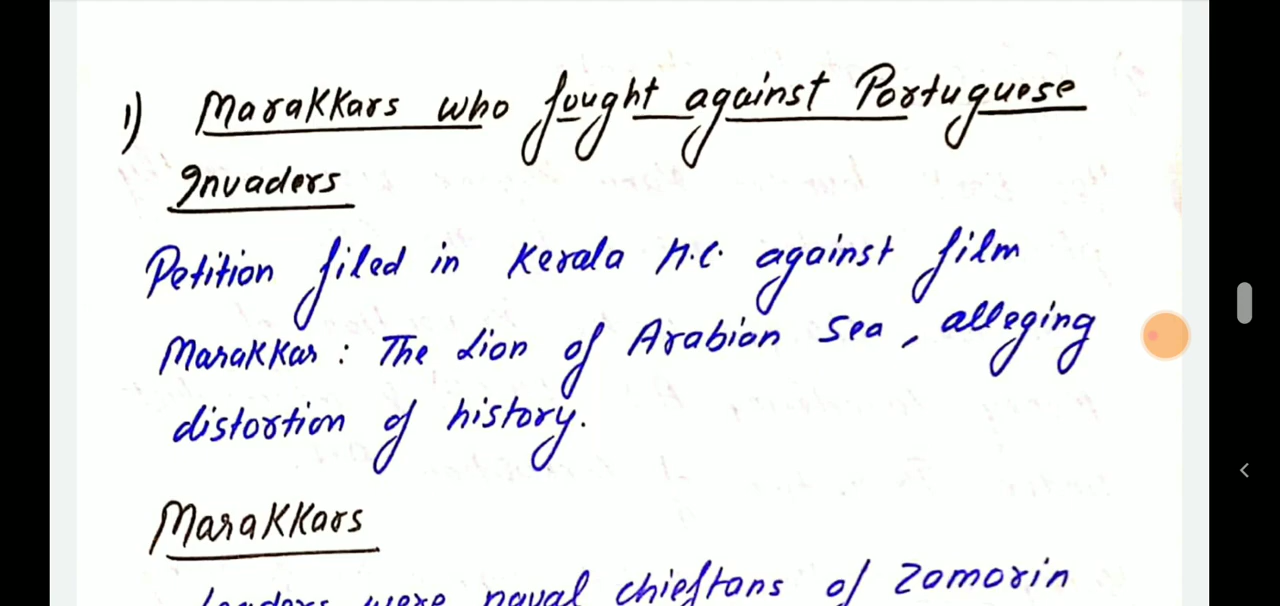 1) Marakkars who fought against Portuguese
Invaders
Petition filed in Kerala H.C. against film
Marakkar : The Lion of Arabian Sea, alleging
distortion of history.
Marakkars
Leaders were naval chieftans of Zamorin